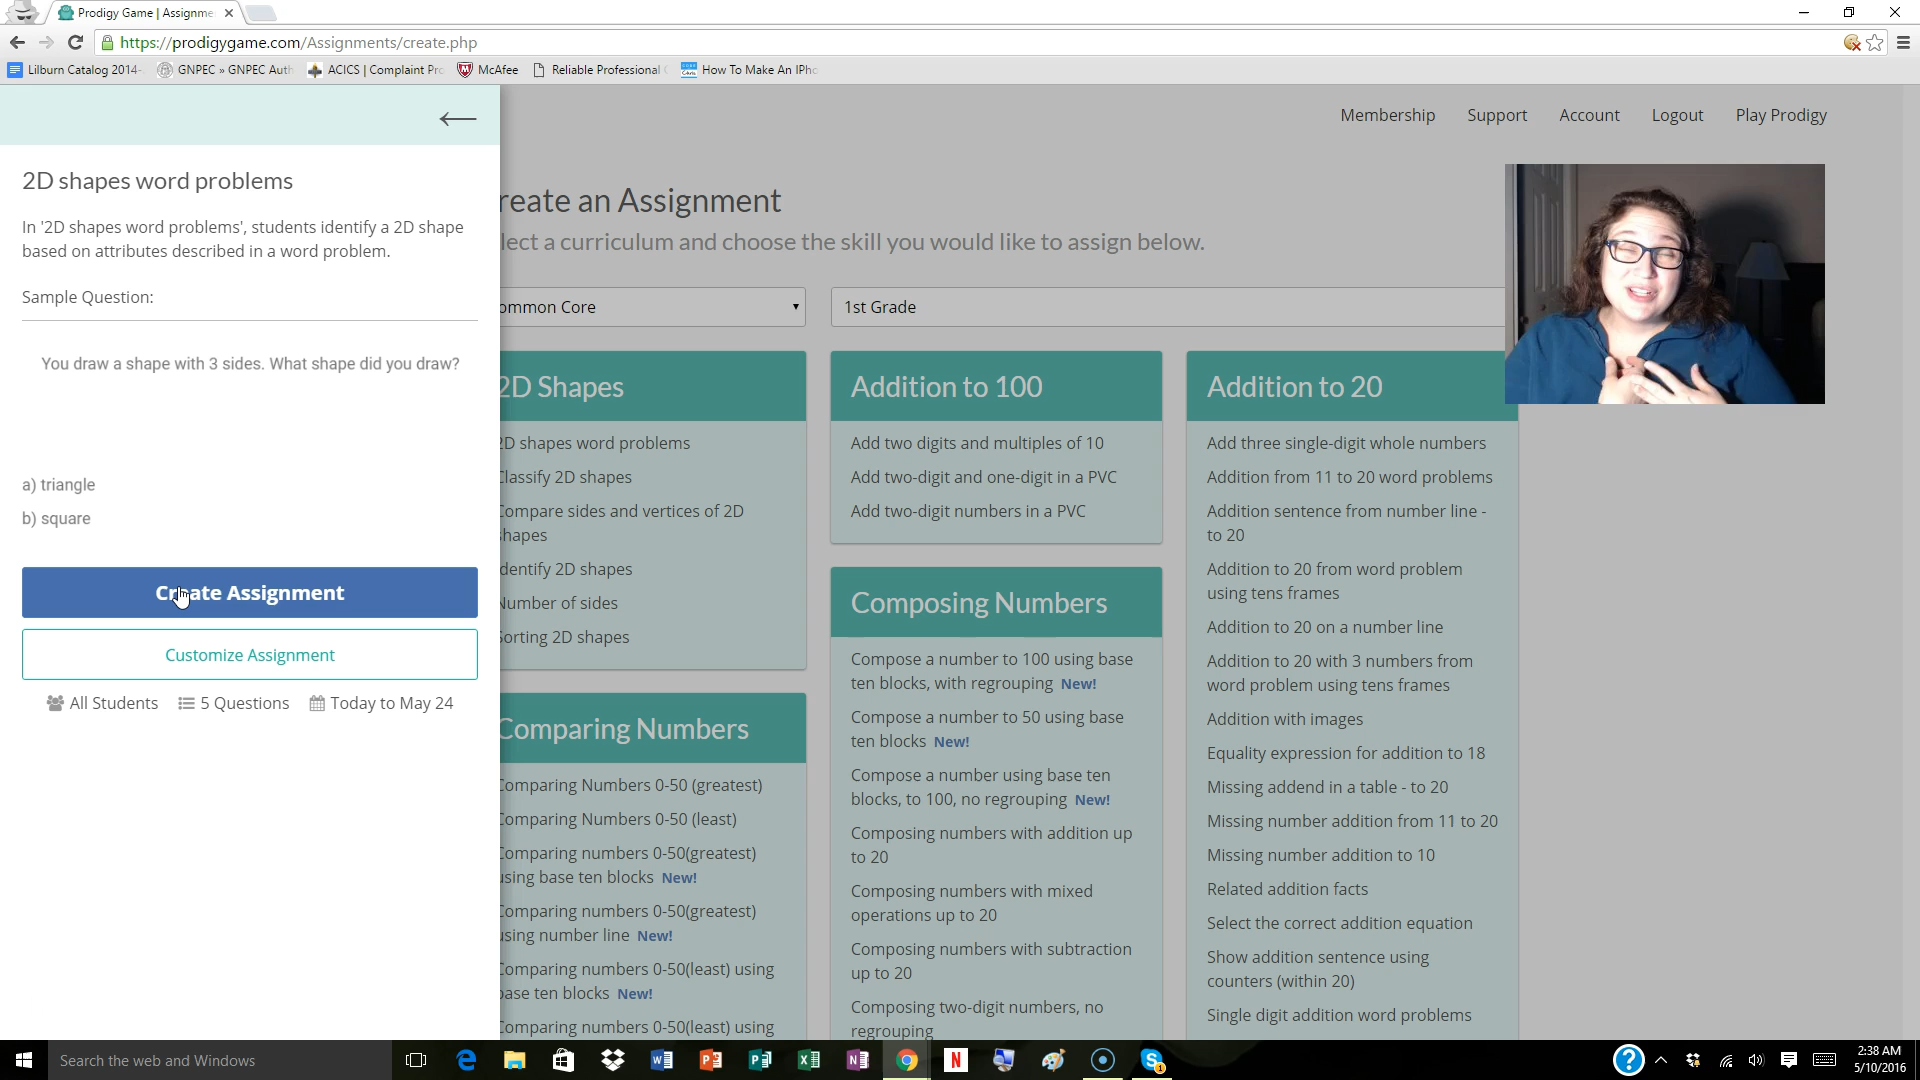 Prodigy Game | Assignme
https://prodigygame.com/Assignments/create.php
Lilburn Catalog 2014-
GNPEC » GNPEC Auth
ACICS | Complaint Pro
McAfee
Reliable Professional
How To Make An IPho
Membership
Support
Account
Logout
Play Prodigy
2D shapes word problems
In '2D shapes word problems', students identify a 2D shape
based on attributes described in a word problem.
Sample Question:
You draw a shape with 3 sides. What shape did you draw?
a) triangle
b) square
Create Assignment
Customize Assignment
All Students
5 Questions
Today to May 24
reate an Assignment
lect a curriculum and choose the skill you would like to assign below.
ommon Core
1st Grade
2D Shapes
2D shapes word problems
Classify 2D shapes
Compare sides and vertices of 2D
shapes
Identify 2D shapes
Number of sides
Sorting 2D shapes
Comparing Numbers
Comparing Numbers 0-50 (greatest)
Comparing Numbers 0-50 (least)
Comparing numbers 0-50(greatest)
using base ten blocks New!
Comparing numbers 0-50(greatest)
using number line New!
Comparing numbers 0-50(least) using
base ten blocks New!
Comparing numbers 0-50(least) using
Addition to 100
Add two digits and multiples of 10
Add two-digit and one-digit in a PVC
Add two-digit numbers in a PVC
Composing Numbers
Compose a number to 100 using base
ten blocks, with regrouping New!
Compose a number to 50 using base
ten blocks New!
Compose a number using base ten
blocks, to 100, no regrouping New!
Composing numbers with addition up
to 20
Composing numbers with mixed
operations up to 20
Composing numbers with subtraction
up to 20
Composing two-digit numbers, no
regrouping
Addition to 20
Add three single-digit whole numbers
Addition from 11 to 20 word problems
Addition sentence from number line -
to 20
Addition to 20 from word problem
using tens frames
Addition to 20 on a number line
Addition to 20 with 3 numbers from
word problem using tens frames
Addition with images
Equality expression for addition to 18
Missing addend in a table - to 20
Missing number addition from 11 to 20
Missing number addition to 10
Related addition facts
Select the correct addition equation
Show addition sentence using
counters (within 20)
Single digit addition word problems
Search the web and Windows
2:38 AM
5/10/2016